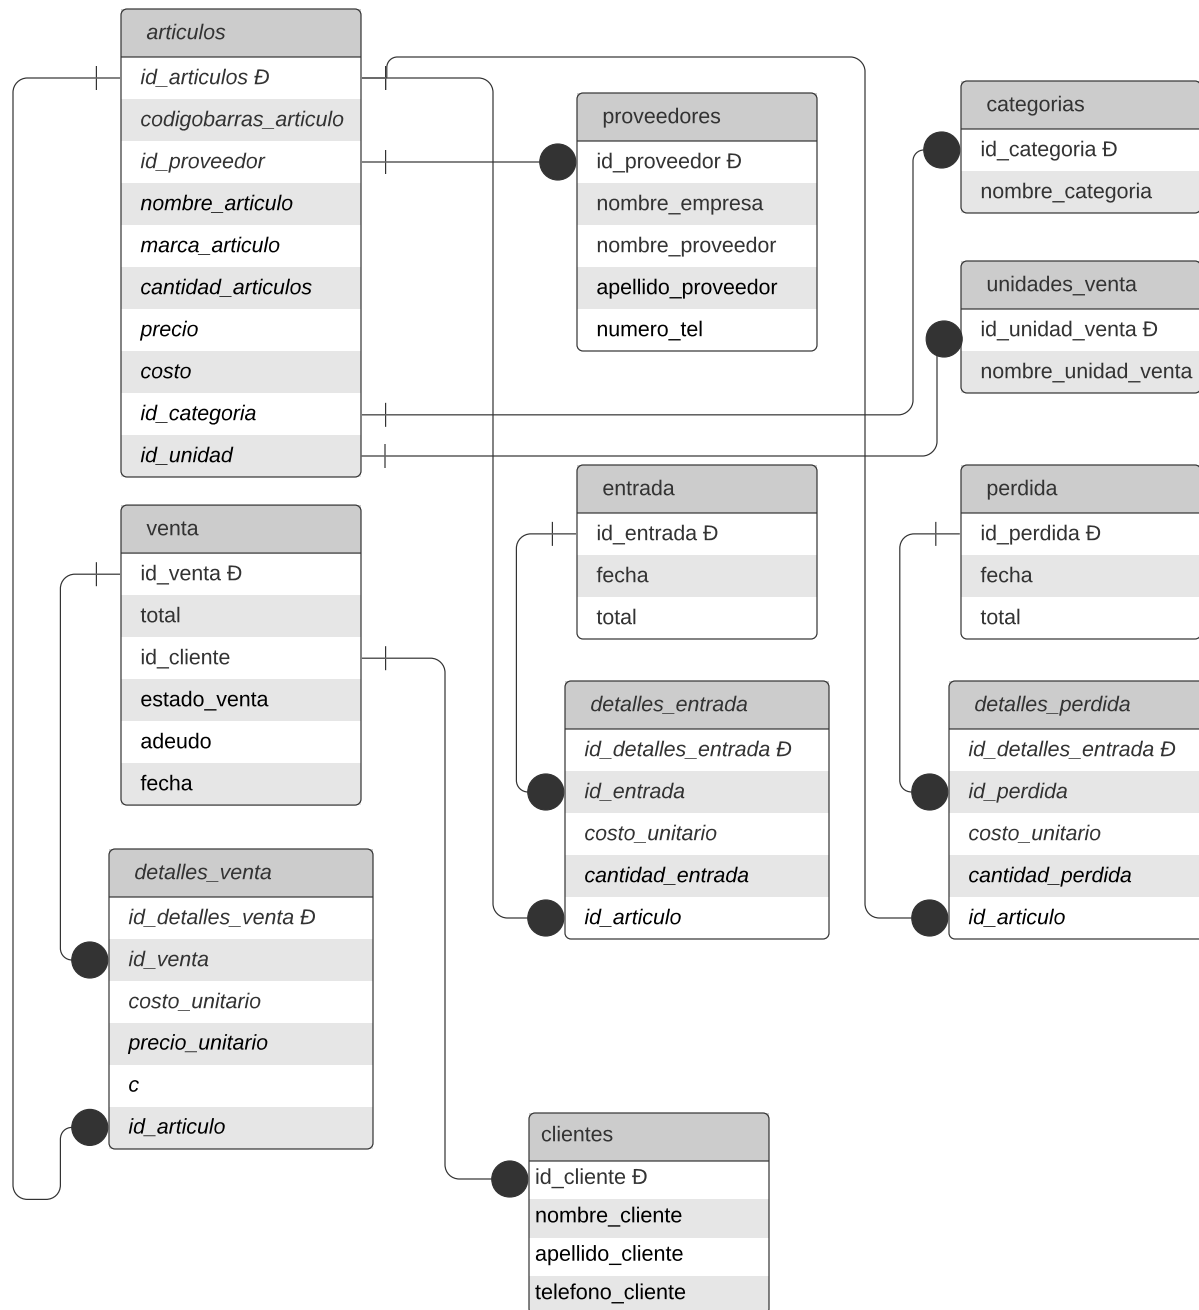 articulos
id_articulos Đ
codigobarras_articulo
id_proveedor
nombre_articulo
marca_articulo
cantidad_articulos
precio
costo
id_categoria
id_unidad
proveedores
id_proveedor Đ
nombre_empresa
nombre_proveedor
apellido_proveedor
numero_tel
categorias
id_categoria Đ
nombre_categoria
unidades_venta
id_unidad_venta Đ
nombre_unidad_venta
venta
id_venta Đ
total
id_cliente
estado_venta
adeudo
fecha
entrada
id_entrada Đ
fecha
total
perdida
id_perdida Đ
fecha
total
detalles_entrada
id_detalles_entrada Đ
id_entrada
costo_unitario
cantidad_entrada
id_articulo
detalles_perdida
id_detalles_entrada Đ
id_perdida
costo_unitario
cantidad_perdida
id_articulo
detalles_venta
id_detalles_venta Đ
id_venta
costo_unitario
precio_unitario
c
id_articulo
clientes
id_cliente Đ
nombre_cliente
apellido_cliente
telefono_cliente